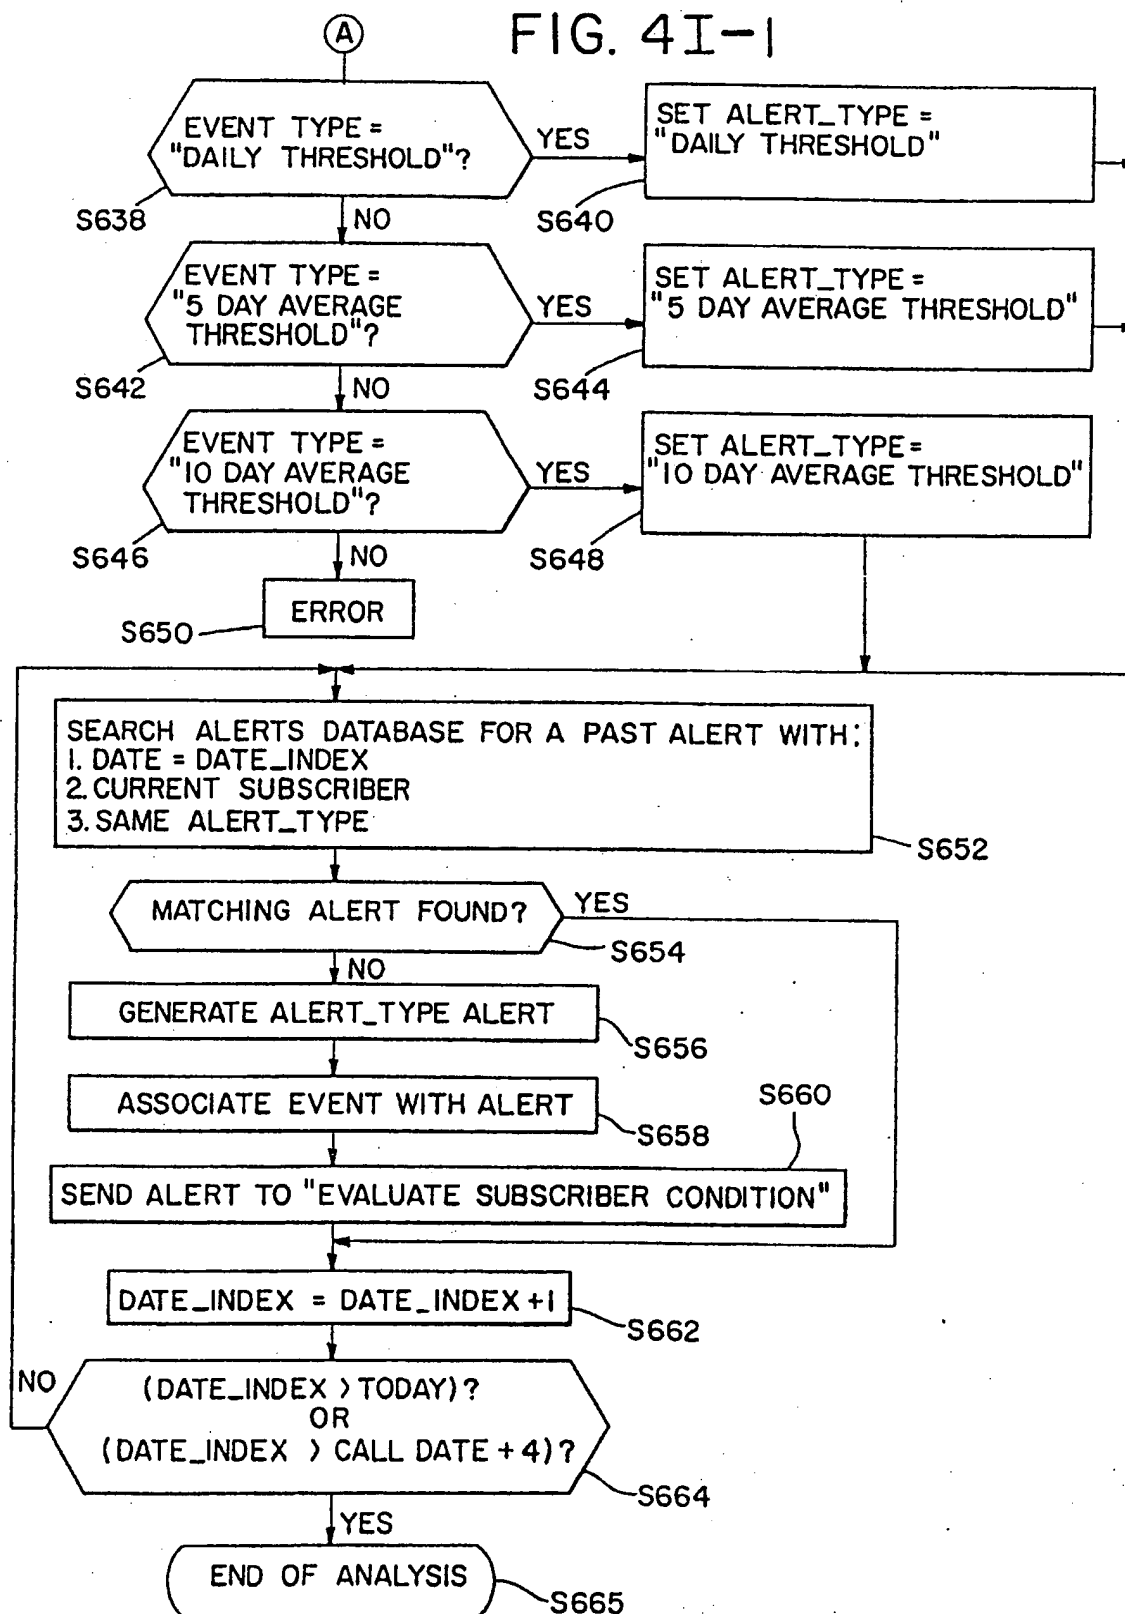 FIG. 4I-1
A
EVENT TYPE =
"DAILY THRESHOLD"?
YES
SET ALERT_TYPE =
"DAILY THRESHOLD"
S638
NO
S640
EVENT TYPE =
"5 DAY AVERAGE
THRESHOLD"?
YES
SET ALERT_TYPE =
"5 DAY AVERAGE THRESHOLD"
S642
NO
S644
EVENT TYPE =
"10 DAY AVERAGE
THRESHOLD"?
YES
SET ALERT_TYPE=
"10 DAY AVERAGE THRESHOLD"
S646
NO
S648
ERROR
S650
SEARCH ALERTS DATABASE FOR A PAST ALERT WITH:
1. DATE = DATE_INDEX
2. CURRENT SUBSCRIBER
3. SAME ALERT_TYPE
S652
MATCHING ALERT FOUND?
YES
S654
NO
GENERATE ALERT_TYPE ALERT
S656
ASSOCIATE EVENT WITH ALERT
S658
S660
SEND ALERT TO "EVALUATE SUBSCRIBER CONDITION"
DATE_INDEX = DATE_INDEX+1
S662
NO
(DATE_INDEX > TODAY)?
OR
(DATE_INDEX > CALL DATE + 4)?
S664
YES
END OF ANALYSIS
S665